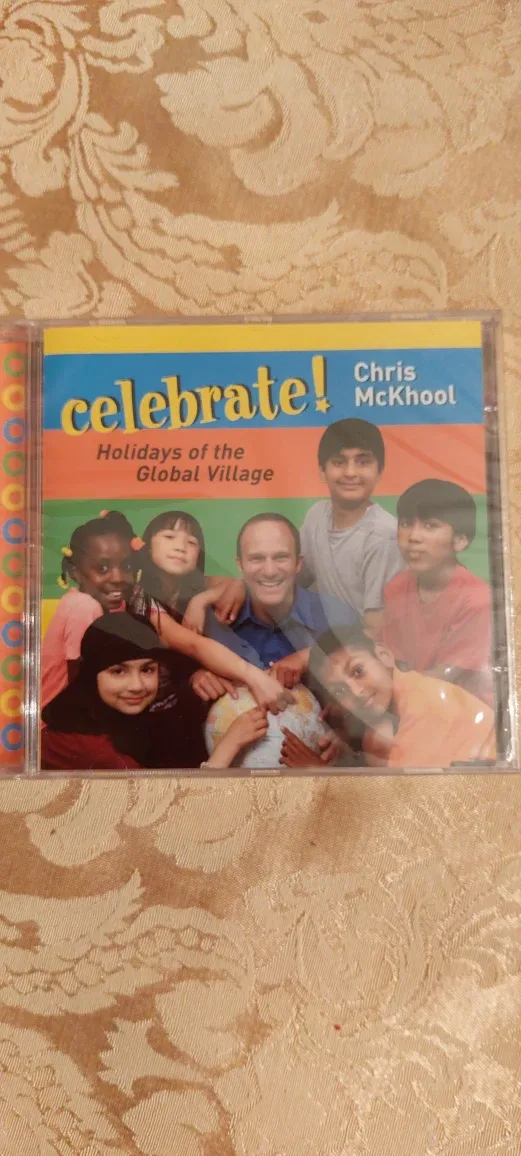 celebrate!
Chris
McKhool
Holidays of the
Global Village